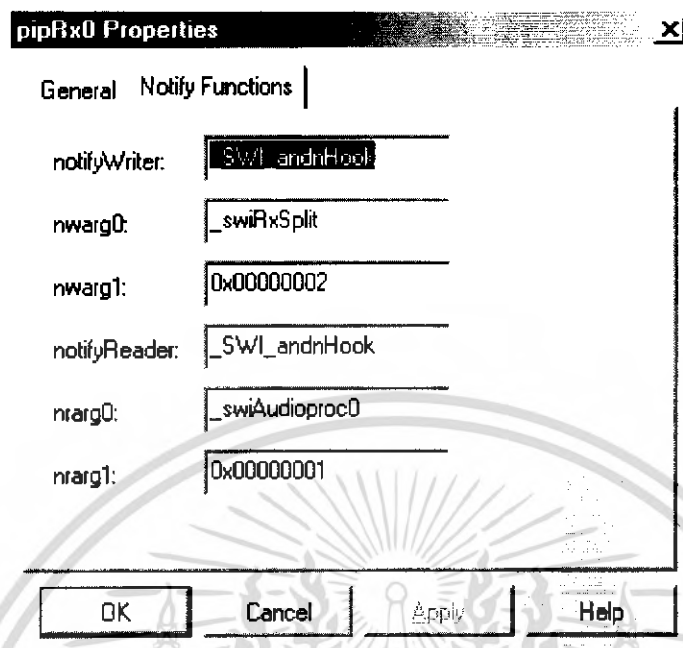 pipRx0 Properties
General Notify Functions
notifyWriter: _SWI_andnHook
nwarg0: _swiRxSplit
nwarg1: 0x00000002
notifyReader: _SWI_andnHook
nrarg0: _swiAudioproc0
nrarg1: 0x00000001
OK Cancel Apply Help